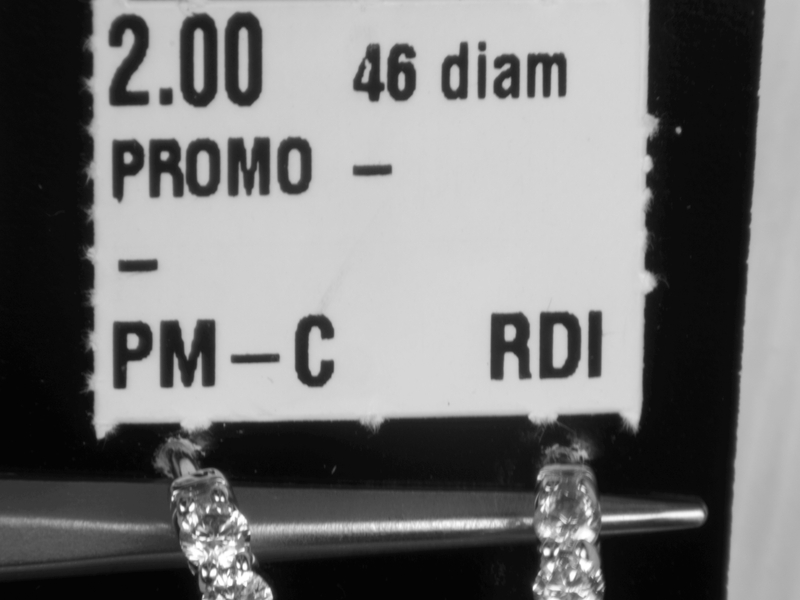 2.00 46 diam
PROMO -
-
PM-C RDI